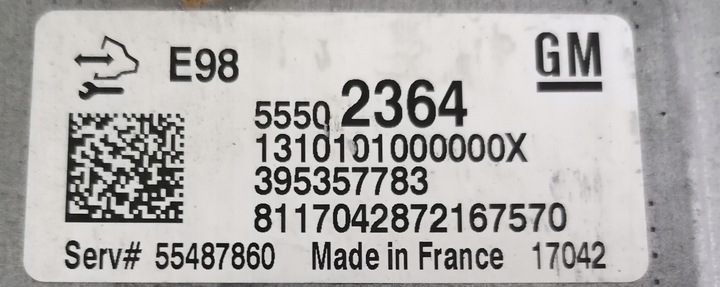 E98
GM
5550 2364
1310101000000X
395357783
8117042872167570
Serv# 55487860 Made in France 17042